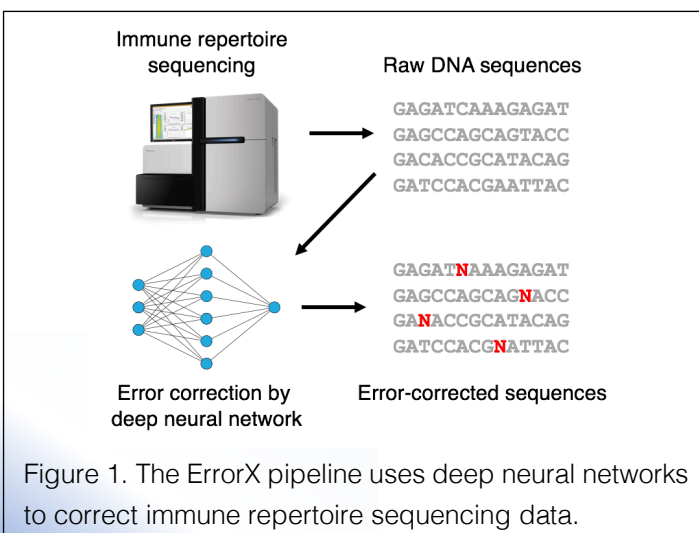 Immune repertoire
sequencing
Raw DNA sequences
GAGATCAAAGAGAT
GAGCCAGCAGTACC
GACACCGCATACAG
GATCCACGAATTAC
GAGATNAAAGAGAT
GAGCCAGCAGNACC
GANACCGCATACAG
GATCCACGNATTAC
Error correction by
deep neural network
Error-corrected sequences
Figure 1. The ErrorX pipeline uses deep neural networks
to correct immune repertoire sequencing data.